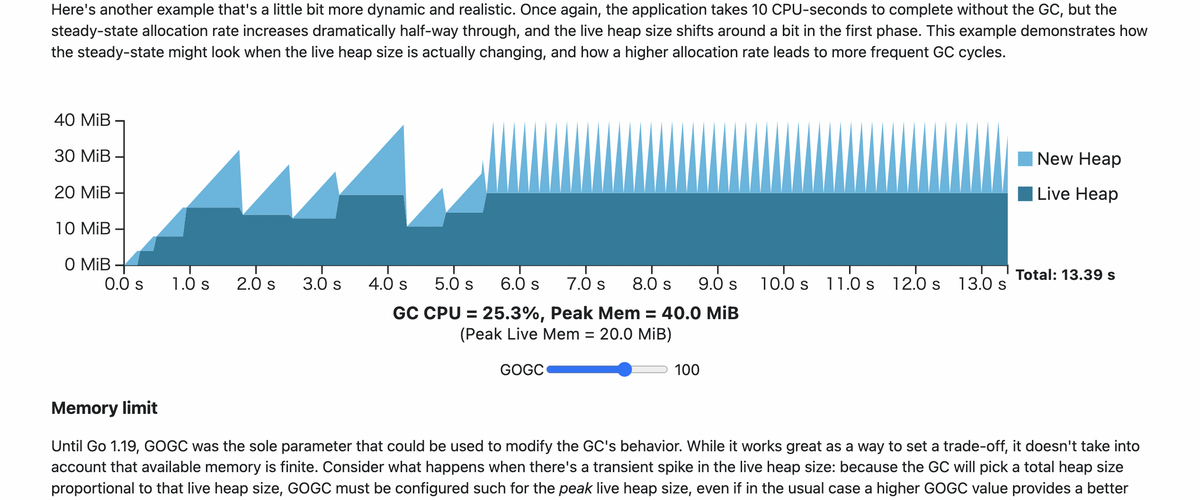 Here's another example that's a little bit more dynamic and realistic. Once again, the application takes 10 CPU-seconds to complete without the GC, but the
steady-state allocation rate increases dramatically half-way through, and the live heap size shifts around a bit in the first phase. This example demonstrates how
the steady-state might look when the live heap size is actually changing, and how a higher allocation rate leads to more frequent GC cycles.
40 MiB
30 MiB
20 MiB
10 MiB
0 MiB
New Heap
Live Heap
0.0 s 1.0 s 2.0 s 3.0 s 4.0 s 5.0 s 6.0 s 7.0 s 8.0 s 9.0 s 10.0 s 11.0 s 12.0 s 13.0 s
Total: 13.39 s
GC CPU = 25.3%, Peak Mem = 40.0 MiB
(Peak Live Mem = 20.0 MiB)
GOGC 100
Memory limit
Until Go 1.19, GOGC was the sole parameter that could be used to modify the GC's behavior. While it works great as a way to set a trade-off, it doesn't take into
account that available memory is finite. Consider what happens when there's a transient spike in the live heap size: because the GC will pick a total heap size
proportional to that live heap size, GOGC must be configured such for the peak live heap size, even if in the usual case a higher GOGC value provides a better